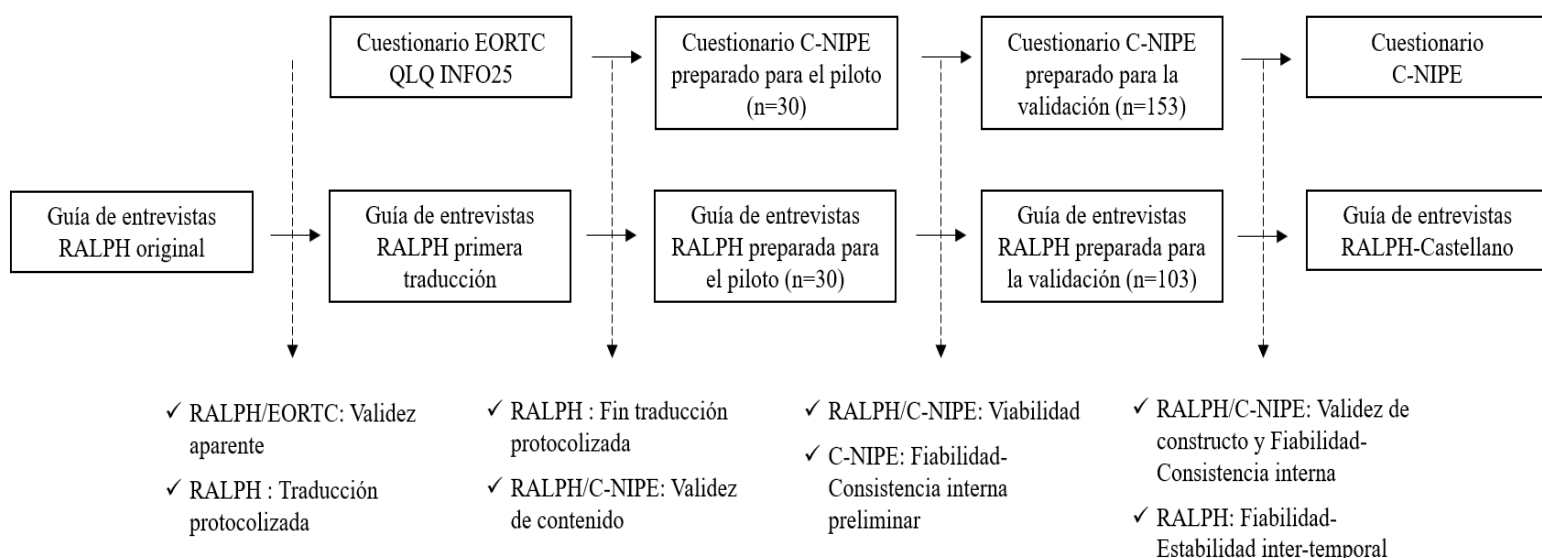 Cuestionario EORTC
QLQ INFO25
Cuestionario C-NIPE
preparado para el piloto
(n=30)
Cuestionario C-NIPE
preparado para la
validación (n=153)
Cuestionario
C-NIPE
Guía de entrevistas
RALPH original
Guía de entrevistas
RALPH primera
traducción
Guía de entrevistas
RALPH preparada para
el piloto (n=30)
Guía de entrevistas
RALPH preparada para
la validación (n=103)
Guía de entrevistas
RALPH-Castellano
✓ RALPH/EORTC: Validez
aparente
✓ RALPH : Traducción
protocolizada
✓ RALPH : Fin traducción
protocolizada
✓ RALPH/C-NIPE: Validez
de contenido
✓ RALPH/C-NIPE: Viabilidad
✓ C-NIPE: Fiabilidad-
Consistencia interna
preliminar
✓ RALPH/C-NIPE: Validez de
constructo y Fiabilidad-
Consistencia interna
✓ RALPH: Fiabilidad-
Estabilidad inter-temporal